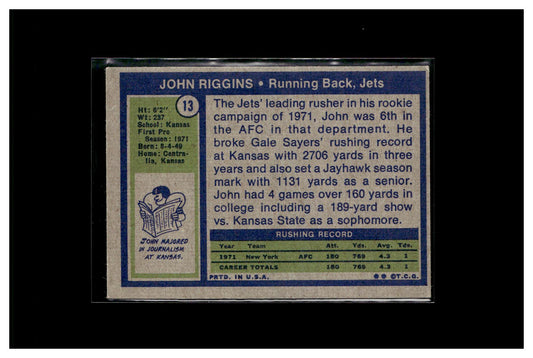 JOHN RIGGINS • Running Back, Jets
13
Ht: 6'2"
Wt: 237
School: Kansas
First Pro
Season: 1971
Born: 8-4-49
Home: Centra-
lia, Kansas
JOHN MAJORED
IN JOURNALISM
AT KANSAS.
The Jets' leading rusher in his rookie
campaign of 1971, John was 6th in
the AFC in that department. He
broke Gale Sayers' rushing record
at Kansas with 2706 yards in three
years and also set a Jayhawk season
mark with 1131 yards as a senior.
John had 4 games over 160 yards in
college including a 189-yard show
vs. Kansas State as a sophomore.
RUSHING RECORD
Year Team Att. Yds. Avg. Tds.
1971 New York AFC 180 769 4.3 1
CAREER TOTALS 180 769 4.3 1
PRTD. IN U.S.A. ** ©T.C.G.